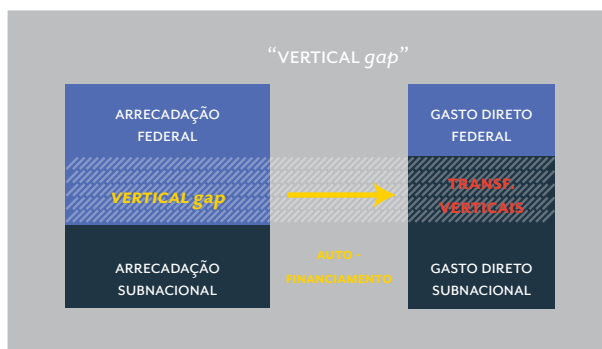 “VERTICAL gap”
ARRECADAÇÃO
FEDERAL
GASTO DIRETO
FEDERAL
VERTICAL gap
TRANSF.
VERTICAIS
ARRECADAÇÃO
SUBNACIONAL
AUTO -
FINANCIAMENTO
GASTO DIRETO
SUBNACIONAL